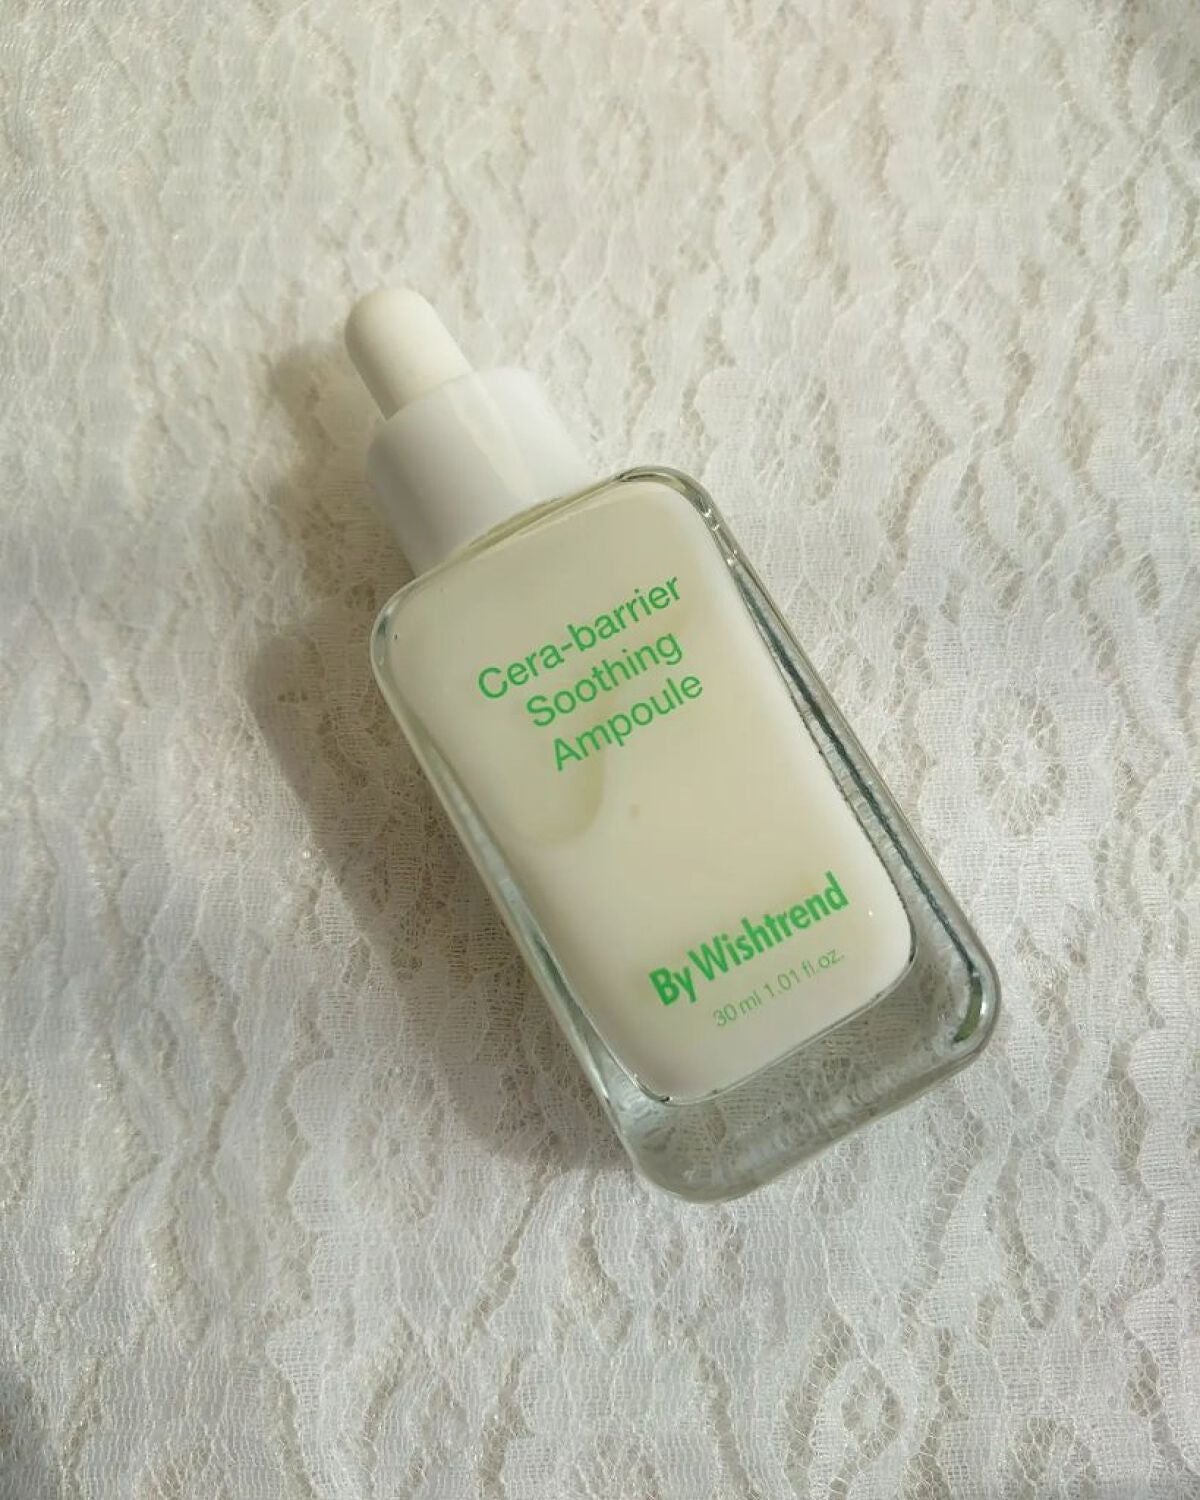 Cera-barrier
Soothing
Ampoule
By Wishtrend
30 ml 1.01 fl.oz.